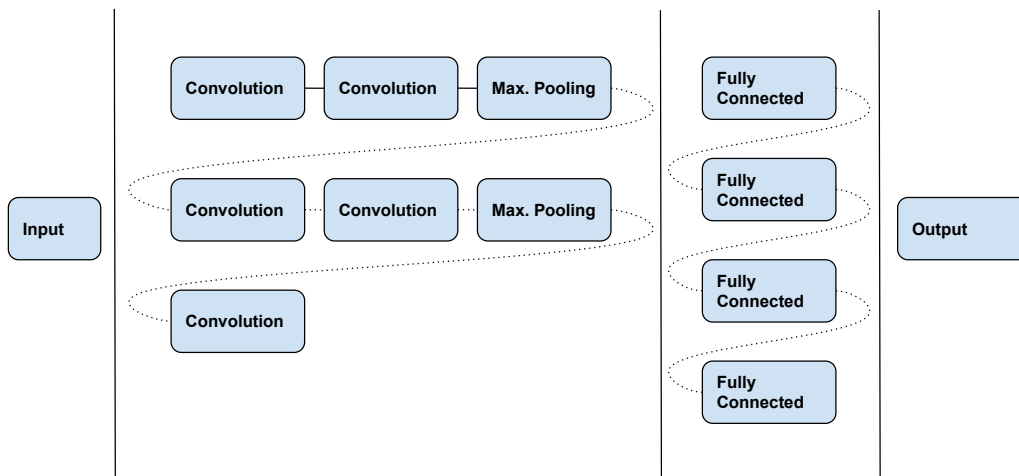 Input
Convolution
Convolution
Max. Pooling
Convolution
Convolution
Max. Pooling
Convolution
Fully
Connected
Fully
Connected
Fully
Connected
Fully
Connected
Output